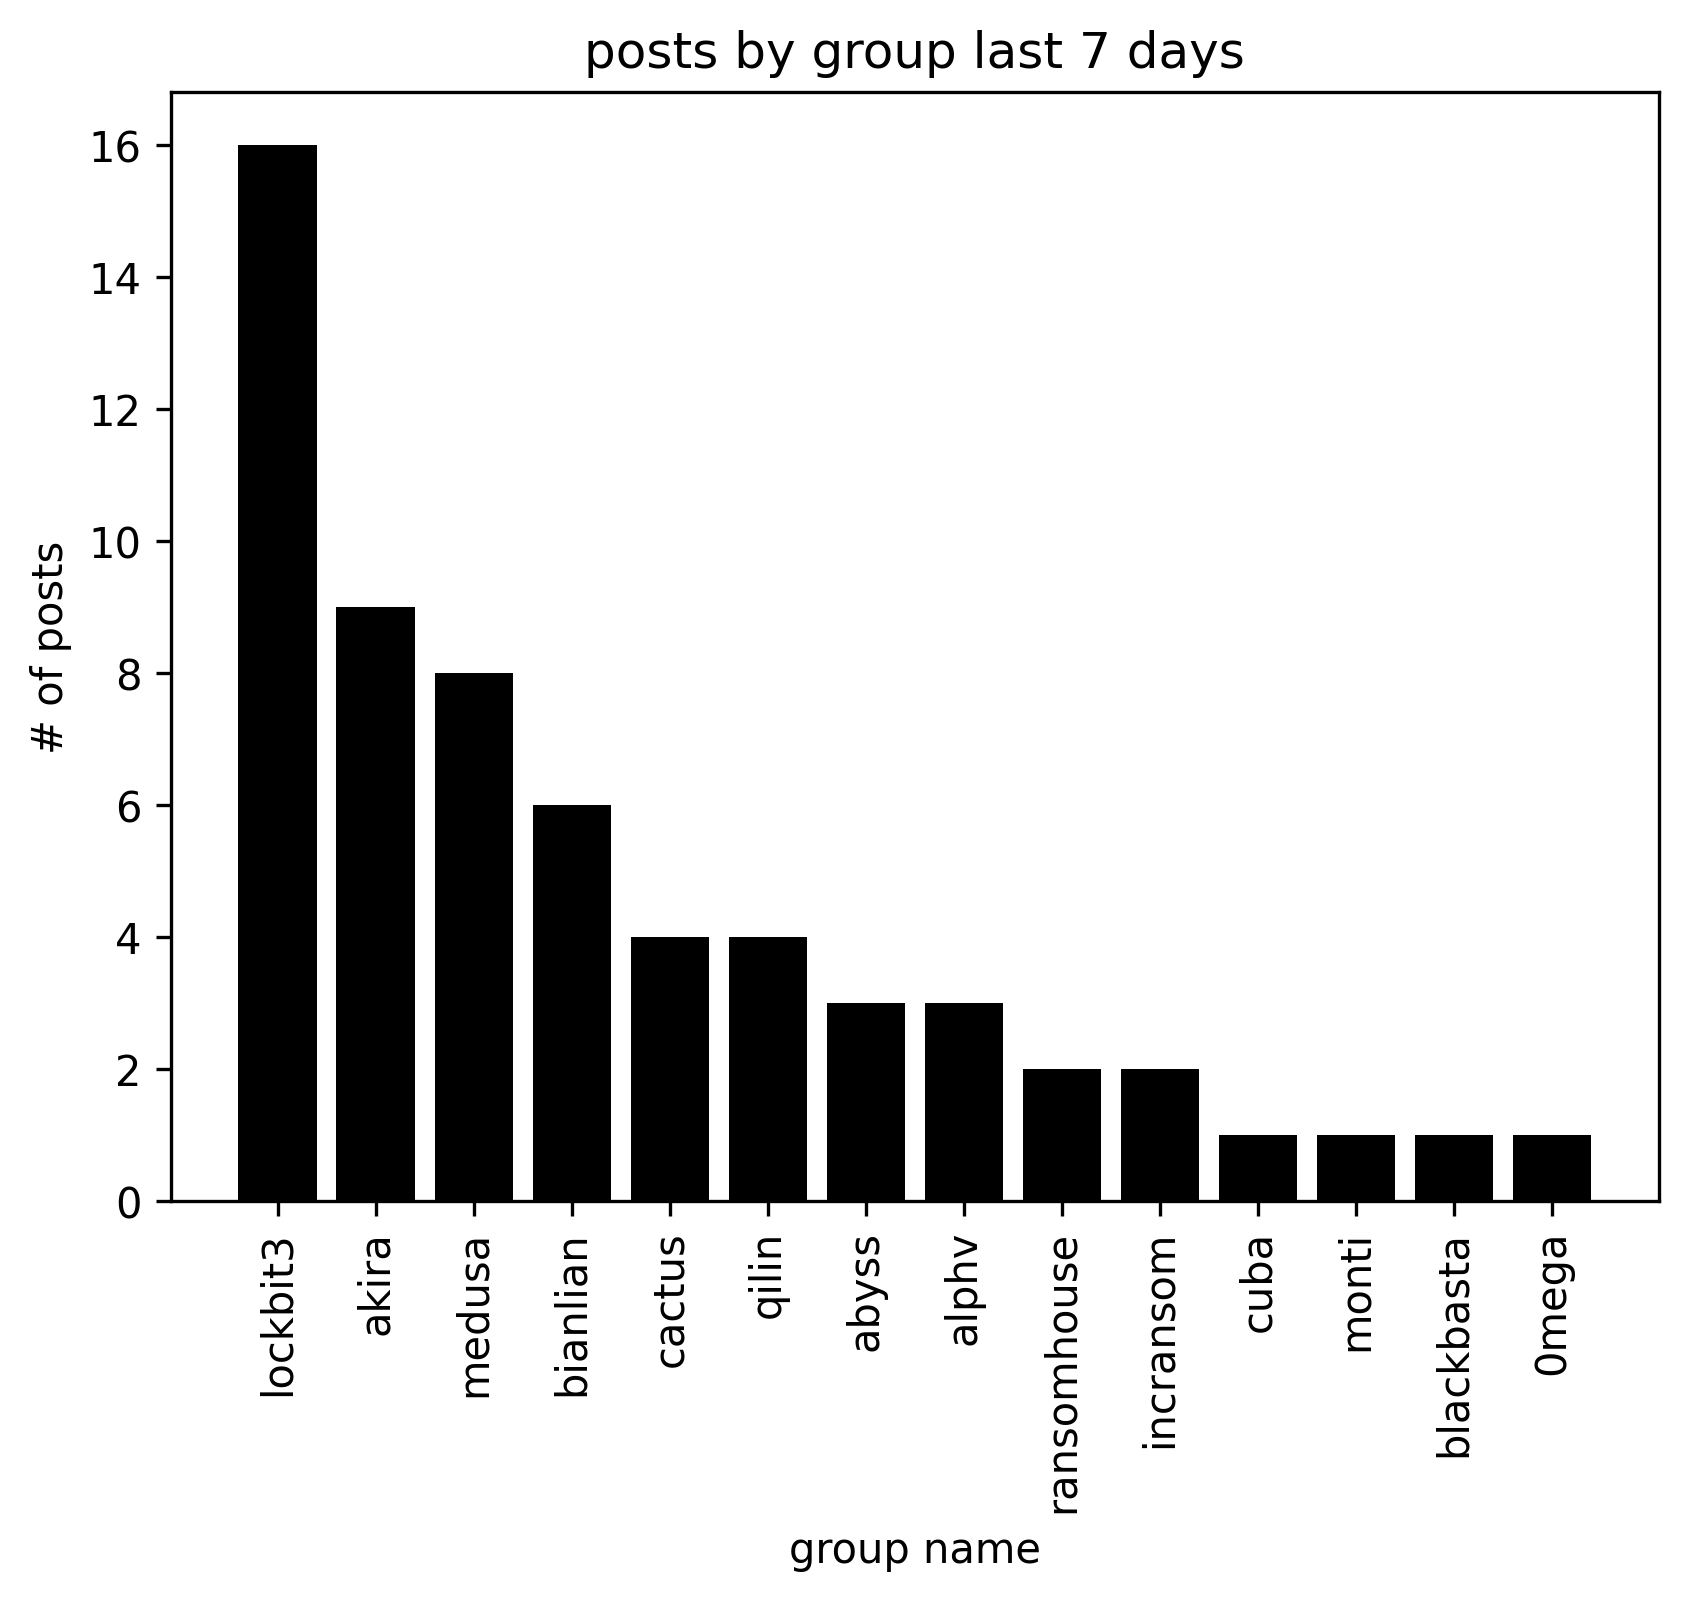 posts by group last 7 days
16
14
12
10
8
6
4
2
0
# of posts
lockbit3
akira
medusa
bianlian
cactus
qilin
abyss
alphv
ransomhouse
incransom
cuba
monti
blackbasta
0mega
group name